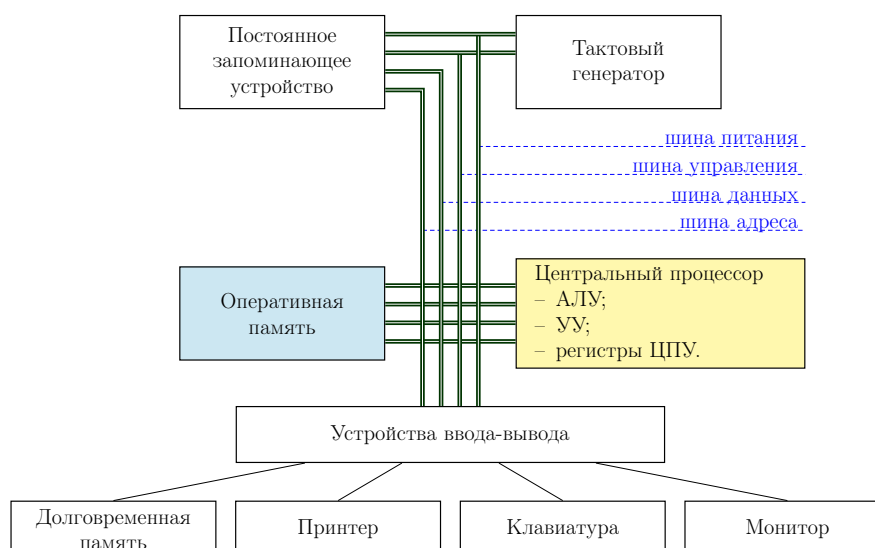 Постоянное
запоминающее
устройство
Тактовый
генератор
шина питания
шина управления
шина данных
шина адреса
Оперативная
память
Центральный процессор
– АЛУ;
– УУ;
– регистры ЦПУ.
Устройства ввода-вывода
Долговременная
память
Принтер
Клавиатура
Монитор